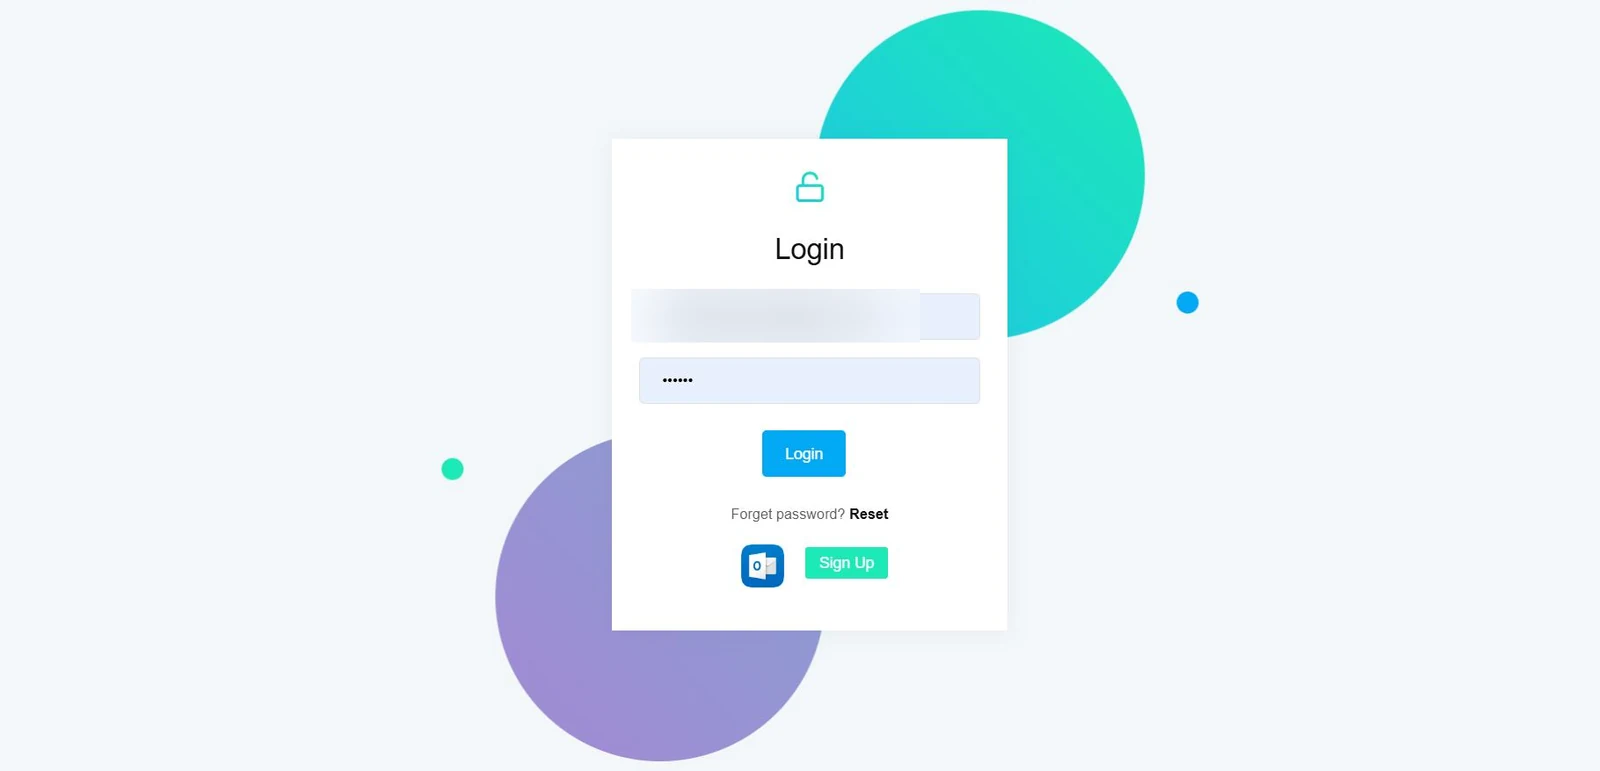 Login
••••••
Login
Forget password? Reset
Sign Up